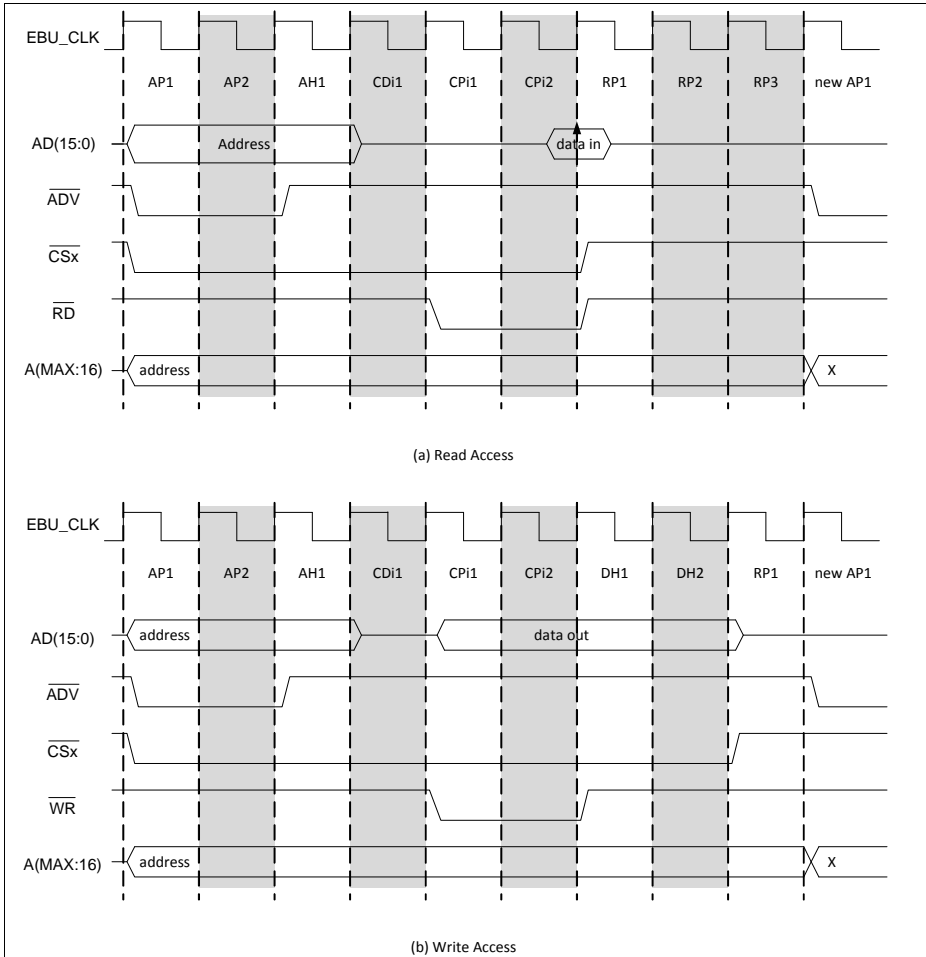 EBU_CLK
AP1 AP2 AH1 CDi1 CPi1 CPi2 RP1 RP2 RP3 new AP1
AD(15:0) Address data in
ADV
CSx
RD
A(MAX:16) address X
(a) Read Access
EBU_CLK
AP1 AP2 AH1 CDi1 CPi1 CPi2 DH1 DH2 RP1 new AP1
AD(15:0) address data out
ADV
CSx
WR
A(MAX:16) address X
(b) Write Access